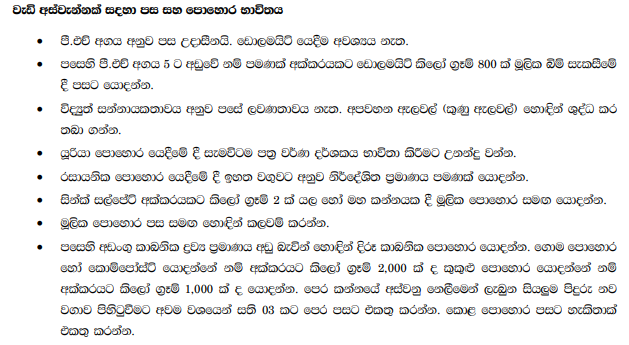 වැඩි අස්වැන්නක් සඳහා පස සහ පොහොර භාවිතය
• පී.එච් අගය අනුව පස උදාසීනයි. ඩොලමයිට් යෙදීම අවශ්‍යය නැත.
• පසෙහි පී.එච් අගය 5 ට අඩුවේ නම් පමණක් අක්කරයකට ඩොලමයිට් කිලෝ ග්‍රෑම් 800 ක් මූලික බිම් සැකසීමේ
දී පසට යොදන්න.
• විද්‍යුත් සන්නායකතාවය අනුව පසේ ලවණතාවය නැත. අපවහන ඇලවල් (කුණු ඇලවල්) හොඳින් ශුද්ධ කර
තබා ගන්න.
• යූරියා පොහොර යෙදීමේ දී සැමවිටම පත්‍ර වර්ණ දර්ශකය භාවිතා කිරීමට උනන්දු වන්න.
• රසායනික පොහොර යෙදීමේ දී ඉහත වගුවට අනුව නිර්දේශිත ප්‍රමාණය පමණක් යොදන්න.
• සින්ක් සල්පේට් අක්කරයකට කිලෝ ග්‍රෑම් 2 ක් යල හෝ මහ කන්නයක දී මූලික පොහොර සමඟ යොදන්න.
• මූලික පොහොර පස සමඟ හොඳින් කලවම් කරන්න.
• පසෙහි අඩංගු කාබනික ද්‍රව්‍ය ප්‍රමාණය අඩු බැවින් හොඳින් දිරූ කාබනික පොහොර යොදන්න. ගොම පොහොර
හෝ කොම්පෝස්ට් යොදන්නේ නම් අක්කරයට කිලෝ ග්‍රෑම් 2,000 ක් ද කුකුළු පොහොර යොදන්නේ නම්
අක්කරයට කිලෝ ග්‍රෑම් 1,000 ක් ද යොදන්න. පෙර කන්නයේ අස්වනු නෙලීමෙන් ලැබුන සියලුම පිදුරු නව
වගාව පිහිටුවීමට අවම වශයෙන් සති 03 කට පෙර පසට එකතු කරන්න. කොළ පොහොර පසට හැකිතාක්
එකතු කරන්න.